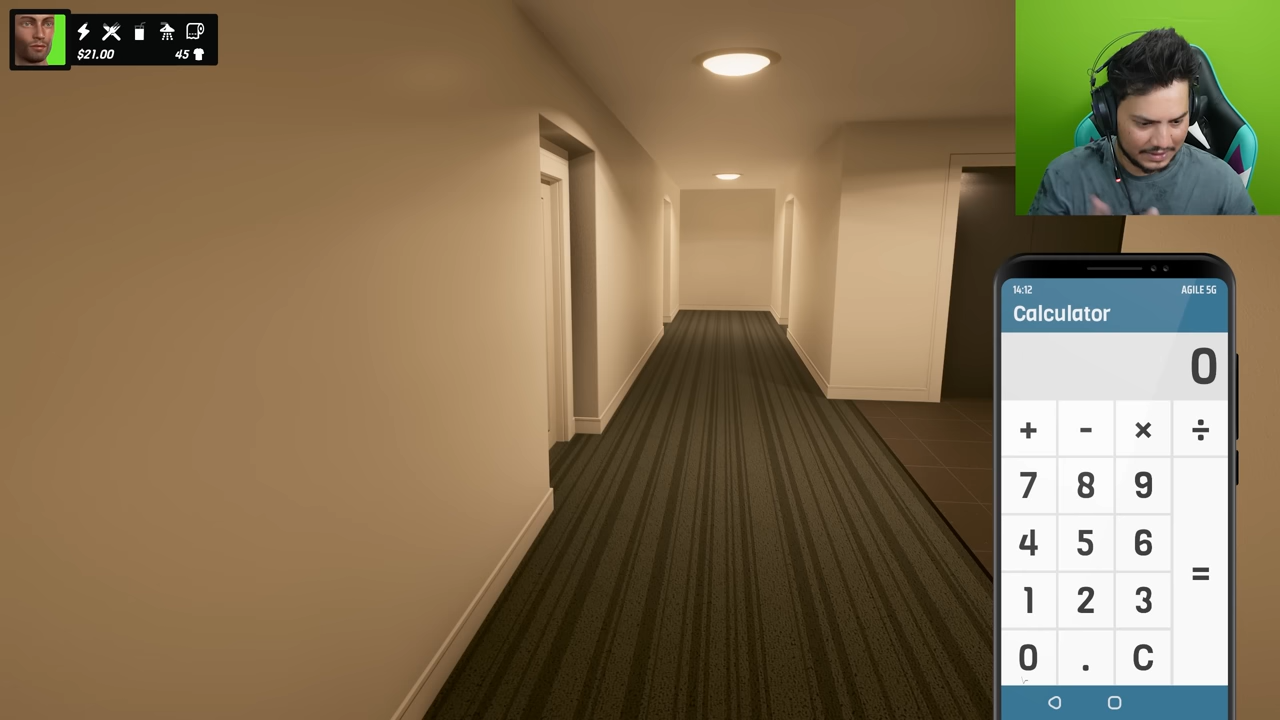 $21.00 45
14:12 AGILE 5G
Calculator
0
+ - × ÷
7 8 9
4 5 6 =
1 2 3
0 . C